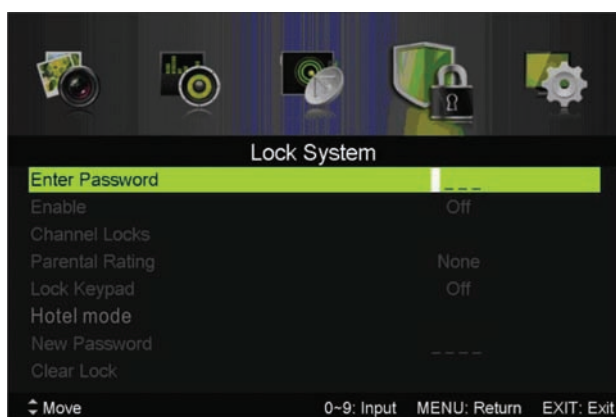 Lock System
Enter Password _ _ _
Enable Off
Channel Locks
Parental Rating None
Lock Keypad Off
Hotel mode
New Password _ _ _ _
Clear Lock
Move 0~9: Input MENU: Return EXIT: Exit